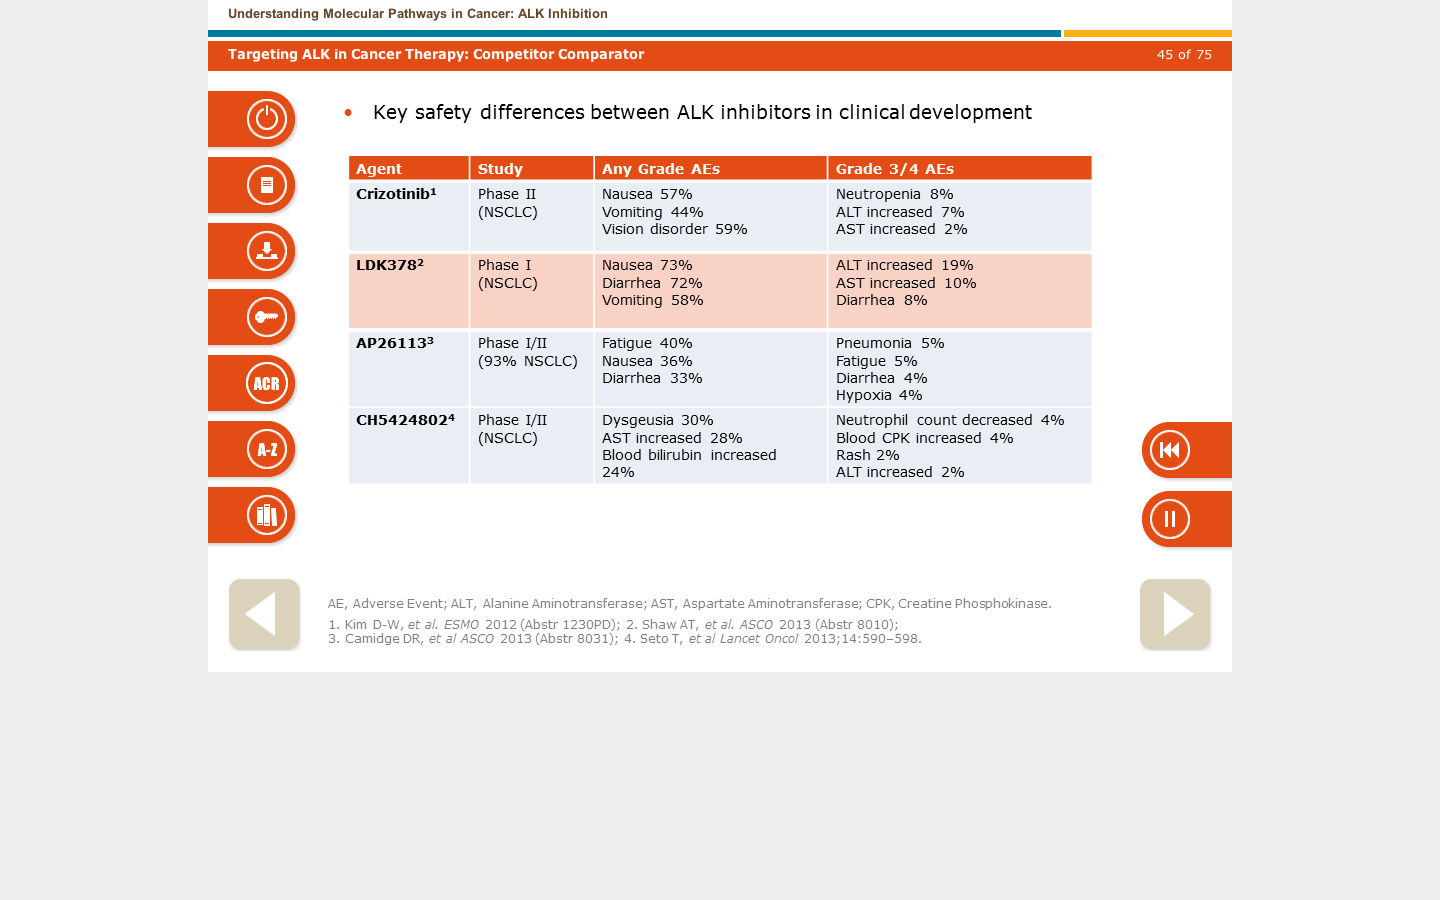 Understanding Molecular Pathways in Cancer: ALK Inhibition
Targeting ALK in Cancer Therapy: Competitor Comparator
45 of 75
• Key safety differences between ALK inhibitors in clinical development
Agent Study Any Grade AEs Grade 3/4 AEs
Crizotinib¹ Phase II Nausea 57% Neutropenia 8%
(NSCLC) Vomiting 44% ALT increased 7%
Vision disorder 59% AST increased 2%
LDK378² Phase I Nausea 73% ALT increased 19%
(NSCLC) Diarrhea 72% AST increased 10%
Vomiting 58% Diarrhea 8%
AP26113³ Phase I/II Fatigue 40% Pneumonia 5%
(93% NSCLC) Nausea 36% Fatigue 5%
Diarrhea 33% Diarrhea 4%
Hypoxia 4%
CH5424802⁴ Phase I/II Dysgeusia 30% Neutrophil count decreased 4%
(NSCLC) AST increased 28% Blood CPK increased 4%
Blood bilirubin increased Rash 2%
24% ALT increased 2%
ACR
A-Z
AE, Adverse Event; ALT, Alanine Aminotransferase; AST, Aspartate Aminotransferase; CPK, Creatine Phosphokinase.
1. Kim D-W, et al. ESMO 2012 (Abstr 1230PD); 2. Shaw AT, et al. ASCO 2013 (Abstr 8010);
3. Camidge DR, et al ASCO 2013 (Abstr 8031); 4. Seto T, et al Lancet Oncol 2013;14:590–598.